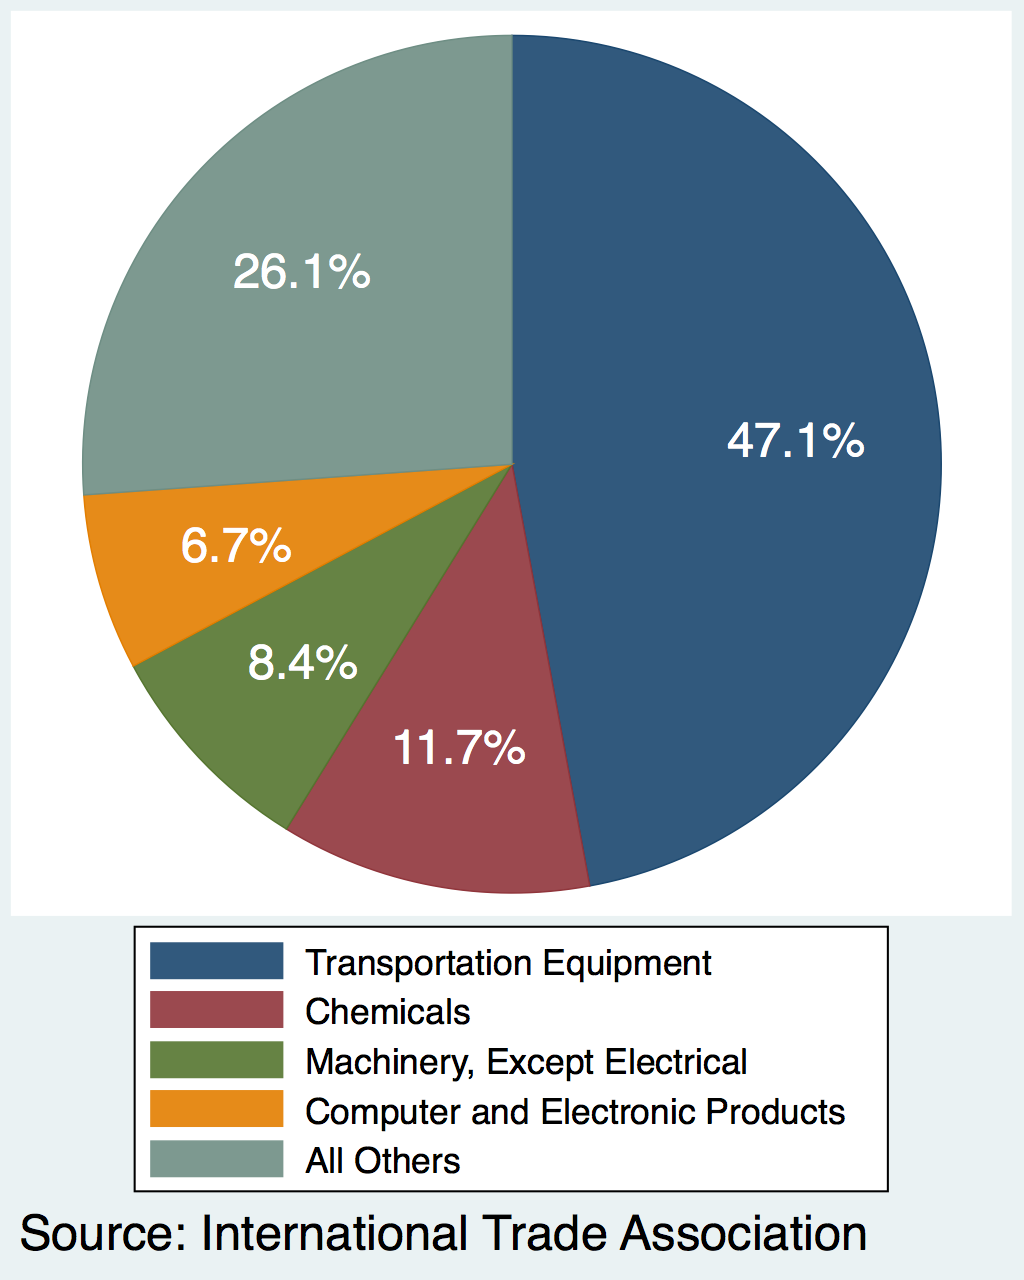 26.1%
47.1%
6.7%
8.4%
11.7%
Transportation Equipment
Chemicals
Machinery, Except Electrical
Computer and Electronic Products
All Others
Source: International Trade Association